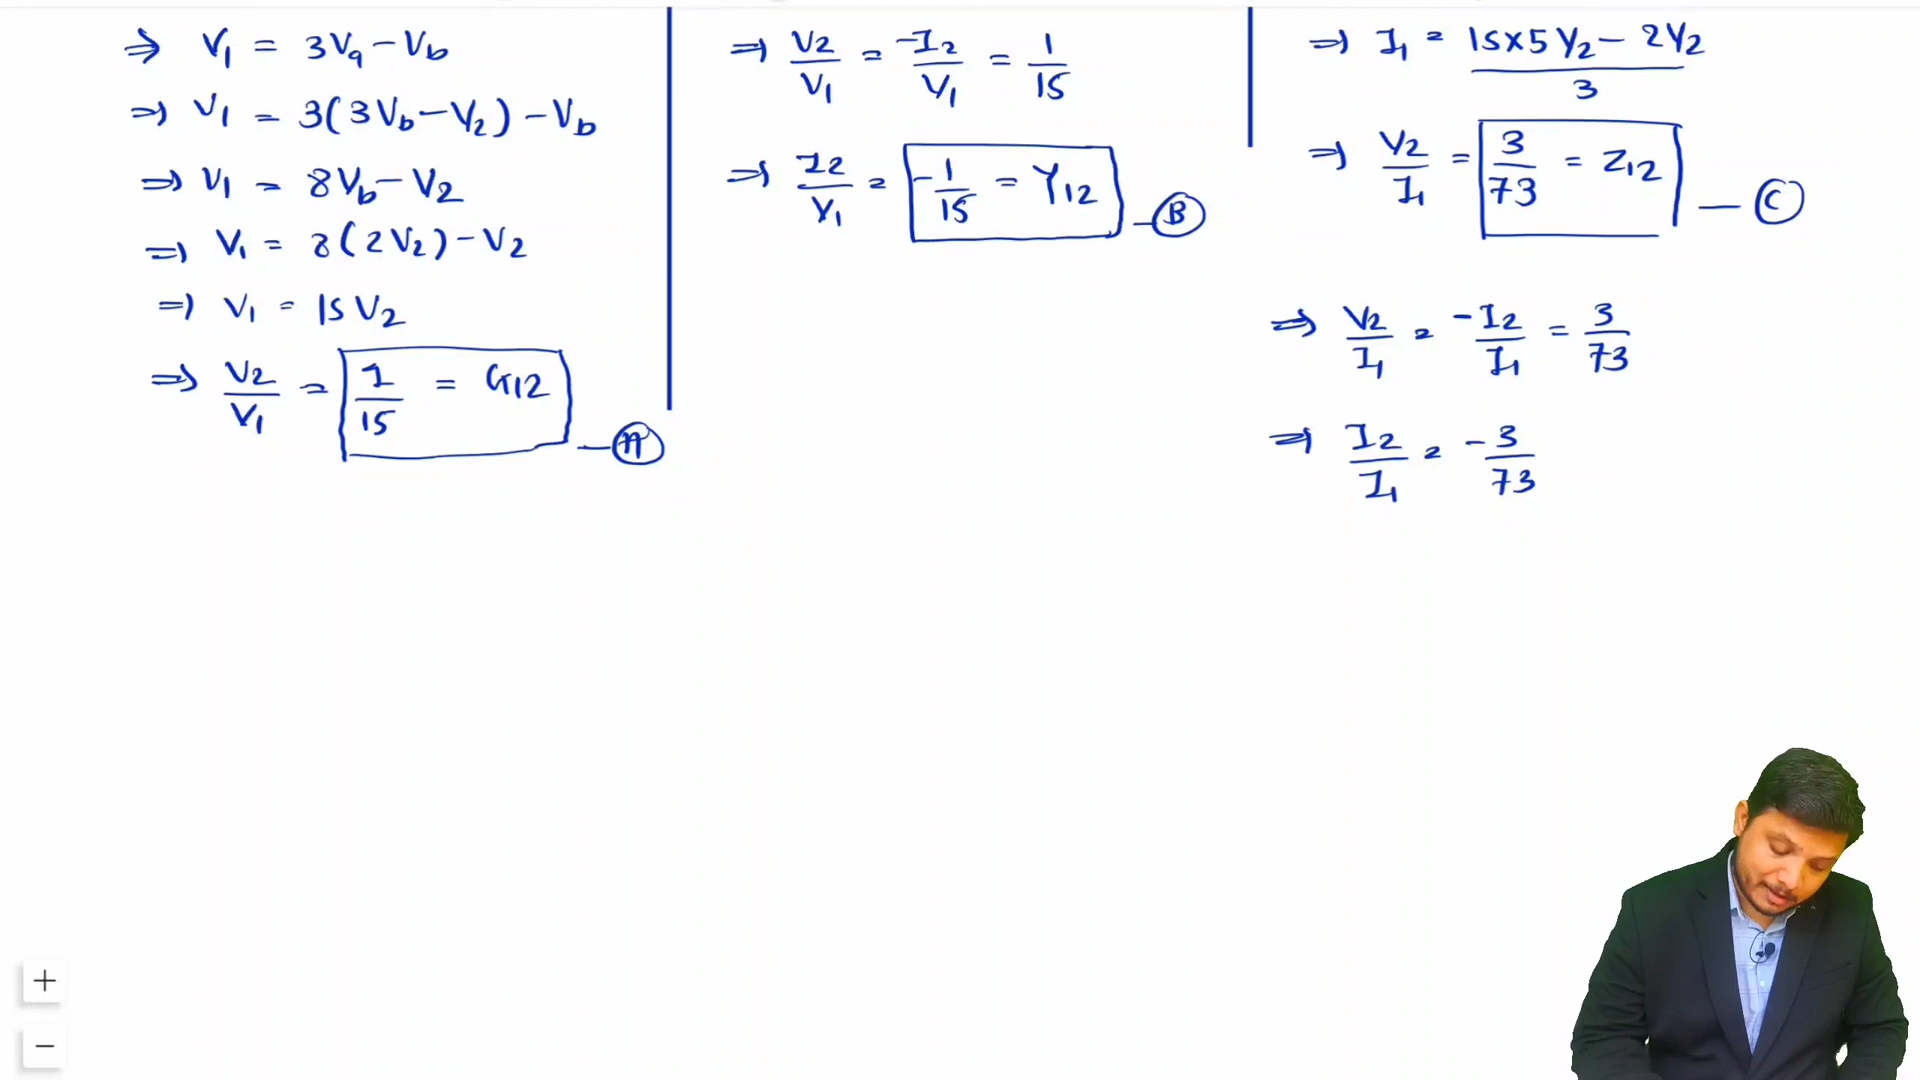 ⇒ V1 = 3Va - Vb
⇒ V1 = 3(3Vb - V2) - Vb
⇒ V1 = 8Vb - V2
⇒ V1 = 8(2V2) - V2
⇒ V1 = 15 V2
⇒ V2/V1 = 1/15 = G12 — (A)
⇒ V2/V1 = -I2/V1 = 1/15
⇒ I2/V1 = -1/15 = Y12 — (B)
⇒ I1 = (15×5V2 - 2V2)/3
⇒ V2/I1 = 3/73 = Z12 — (C)
⇒ V2/I1 = -I2/I1 = 3/73
⇒ I2/I1 = -3/73
+
−